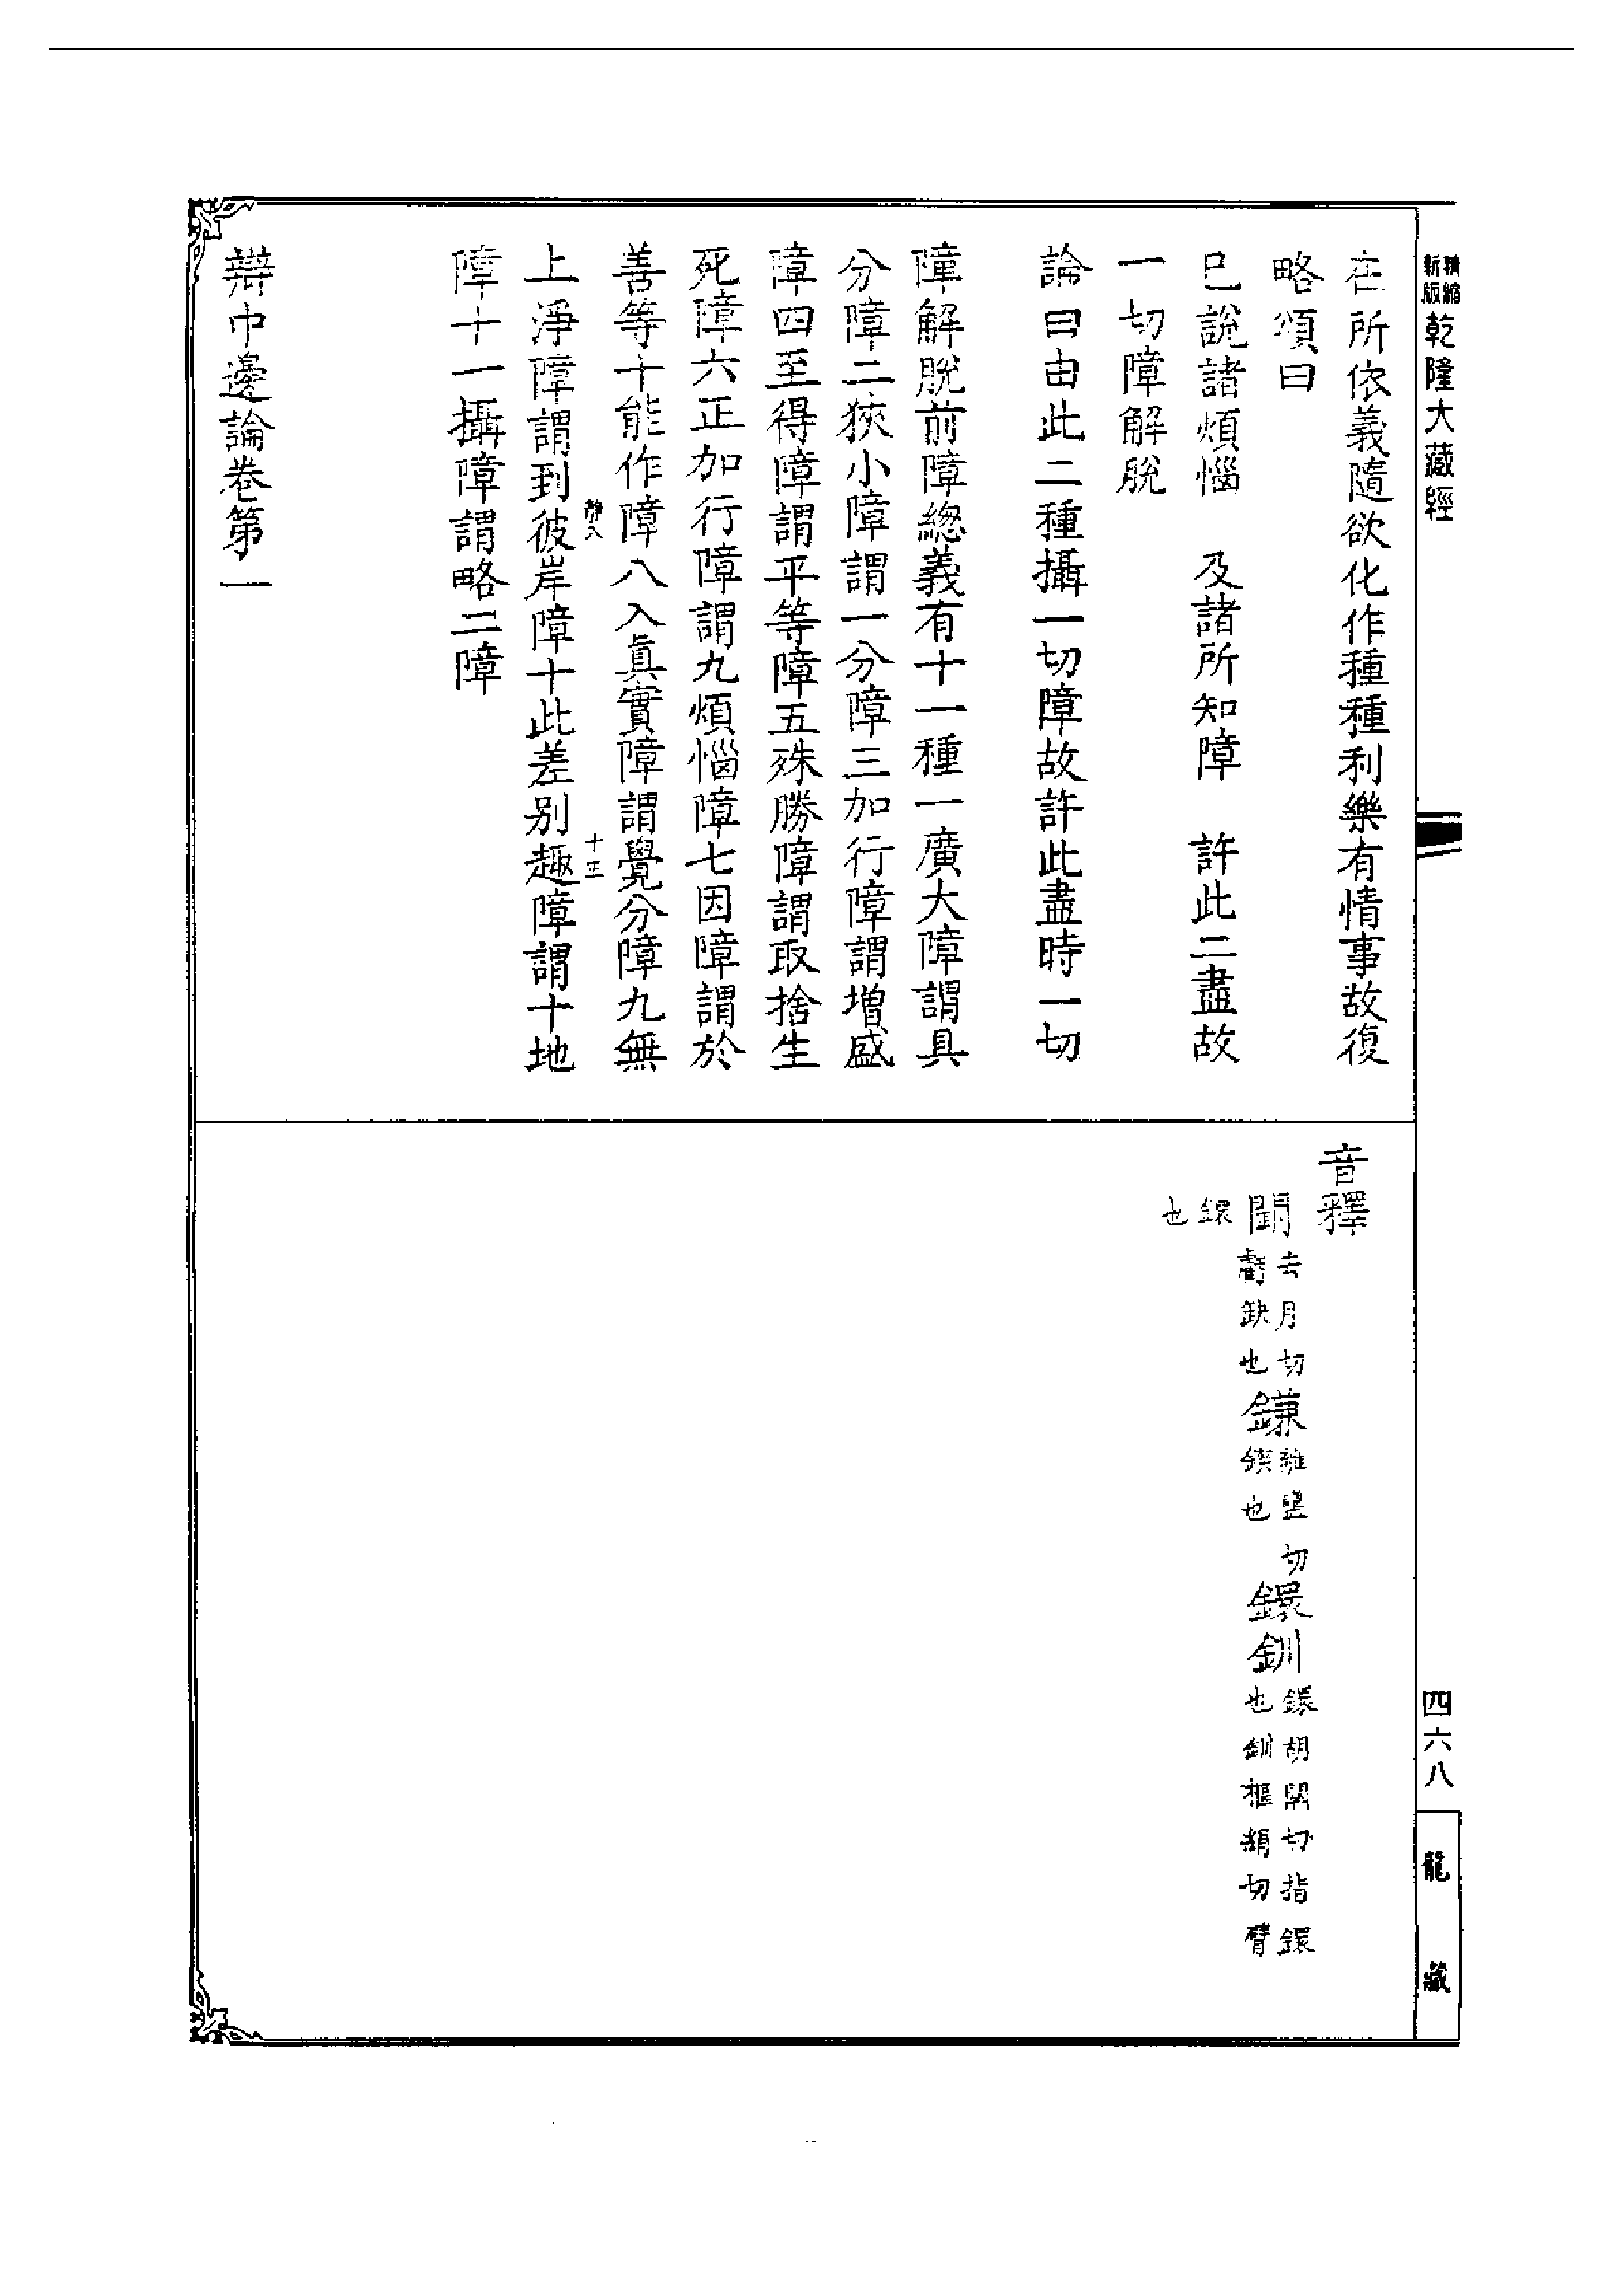 精縮新版乾隆大藏經
四六八
龍藏
在所依義隨欲化作種種利樂有情事故復
略頌曰
已說諸煩惱　及諸所知障　許此二盡故
一切障解脫
論曰由此二種攝一切障故許此盡時一切
障解脫前障總義有十一種一廣大障謂具
分障二狹小障謂一分障三加行障謂增盛
障四至得障謂平等障五殊勝障謂取捨生
死障六正加行障謂九煩惱障七因障謂於
善等十能作障八入真實障謂覺分障九無
靜八　十三
上淨障謂到彼岸障十此差別趣障謂十地
障十一攝障謂略二障
辯中邊論卷第一
音釋
闕去月切虧缺也鎌離鹽切鍥也鐶釧鐶胡關切指鐶也釧樞絹切臂
鐶也